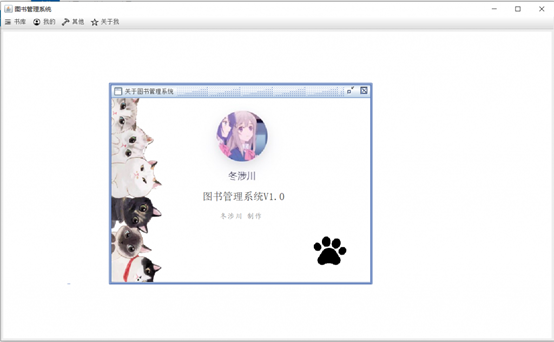 图书管理系统
书库 我的 其他 关于我
关于图书管理系统
冬涉川
图书管理系统V1.0
冬涉川 制作